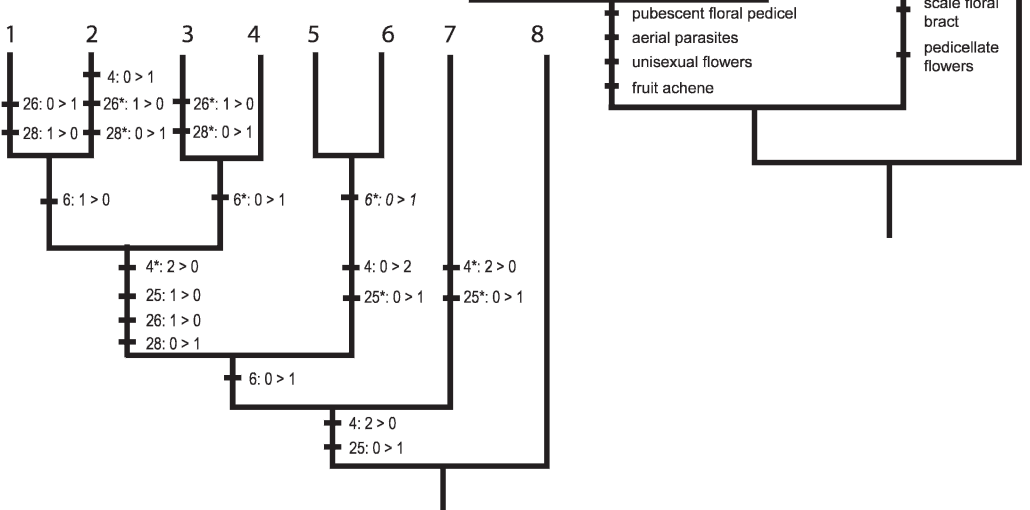 1 2 3 4 5 6 7 8
4: 0 > 1
26: 0 > 1 26*: 1 > 0 26*: 1 > 0
28: 1 > 0 28*: 0 > 1 28*: 0 > 1
6: 1 > 0 6*: 0 > 1 6*: 0 > 1
4*: 2 > 0 4: 0 > 2 4*: 2 > 0
25: 1 > 0 25*: 0 > 1 25*: 0 > 1
26: 1 > 0
28: 0 > 1
6: 0 > 1
4: 2 > 0
25: 0 > 1
pubescent floral pedicel
aerial parasites
unisexual flowers
fruit achene
scale floral
bract
pedicellate
flowers